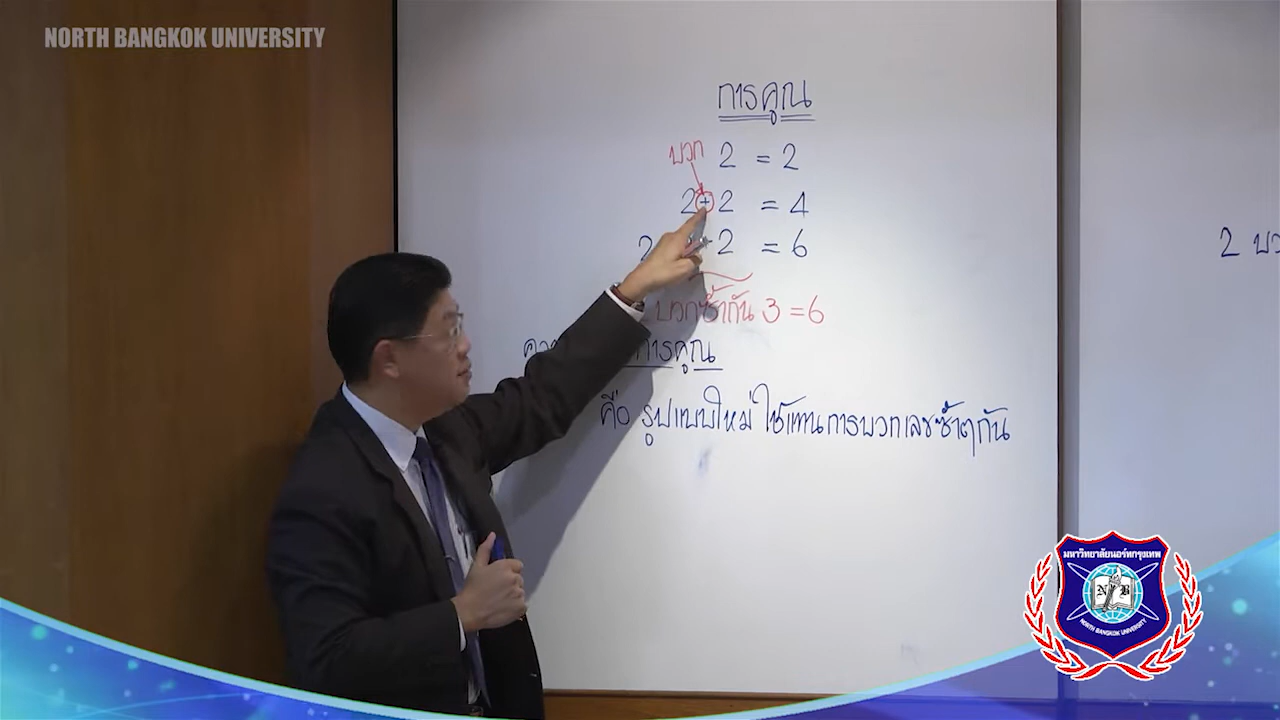 NORTH BANGKOK UNIVERSITY
การคูณ
บวก
2 = 2
2 + 2 = 4
2 + 2 = 6
บวกซ้ำกัน 3 = 6
การคูณ
คือ รูปแบบใหม่ ใช้แทนการบวกเลขซ้ำๆกัน
2 บว
มหาวิทยาลัยนอร์ทกรุงเทพ
N B
NORTH BANGKOK UNIVERSITY